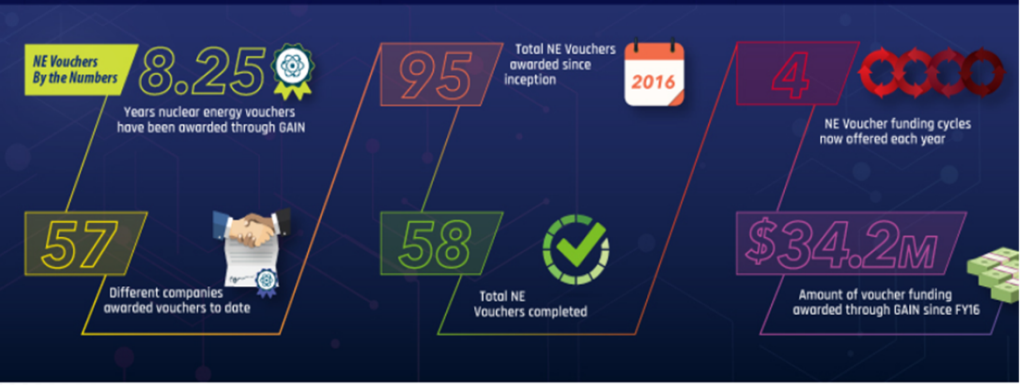 NE Vouchers
By the Numbers
8.25
Years nuclear energy vouchers
have been awarded through GAIN
57
Different companies
awarded vouchers to date
95
Total NE Vouchers
awarded since
inception
2016
58
Total NE
Vouchers completed
4
NE Voucher funding cycles
now offered each year
$34.2M
Amount of voucher funding
awarded through GAIN since FY16